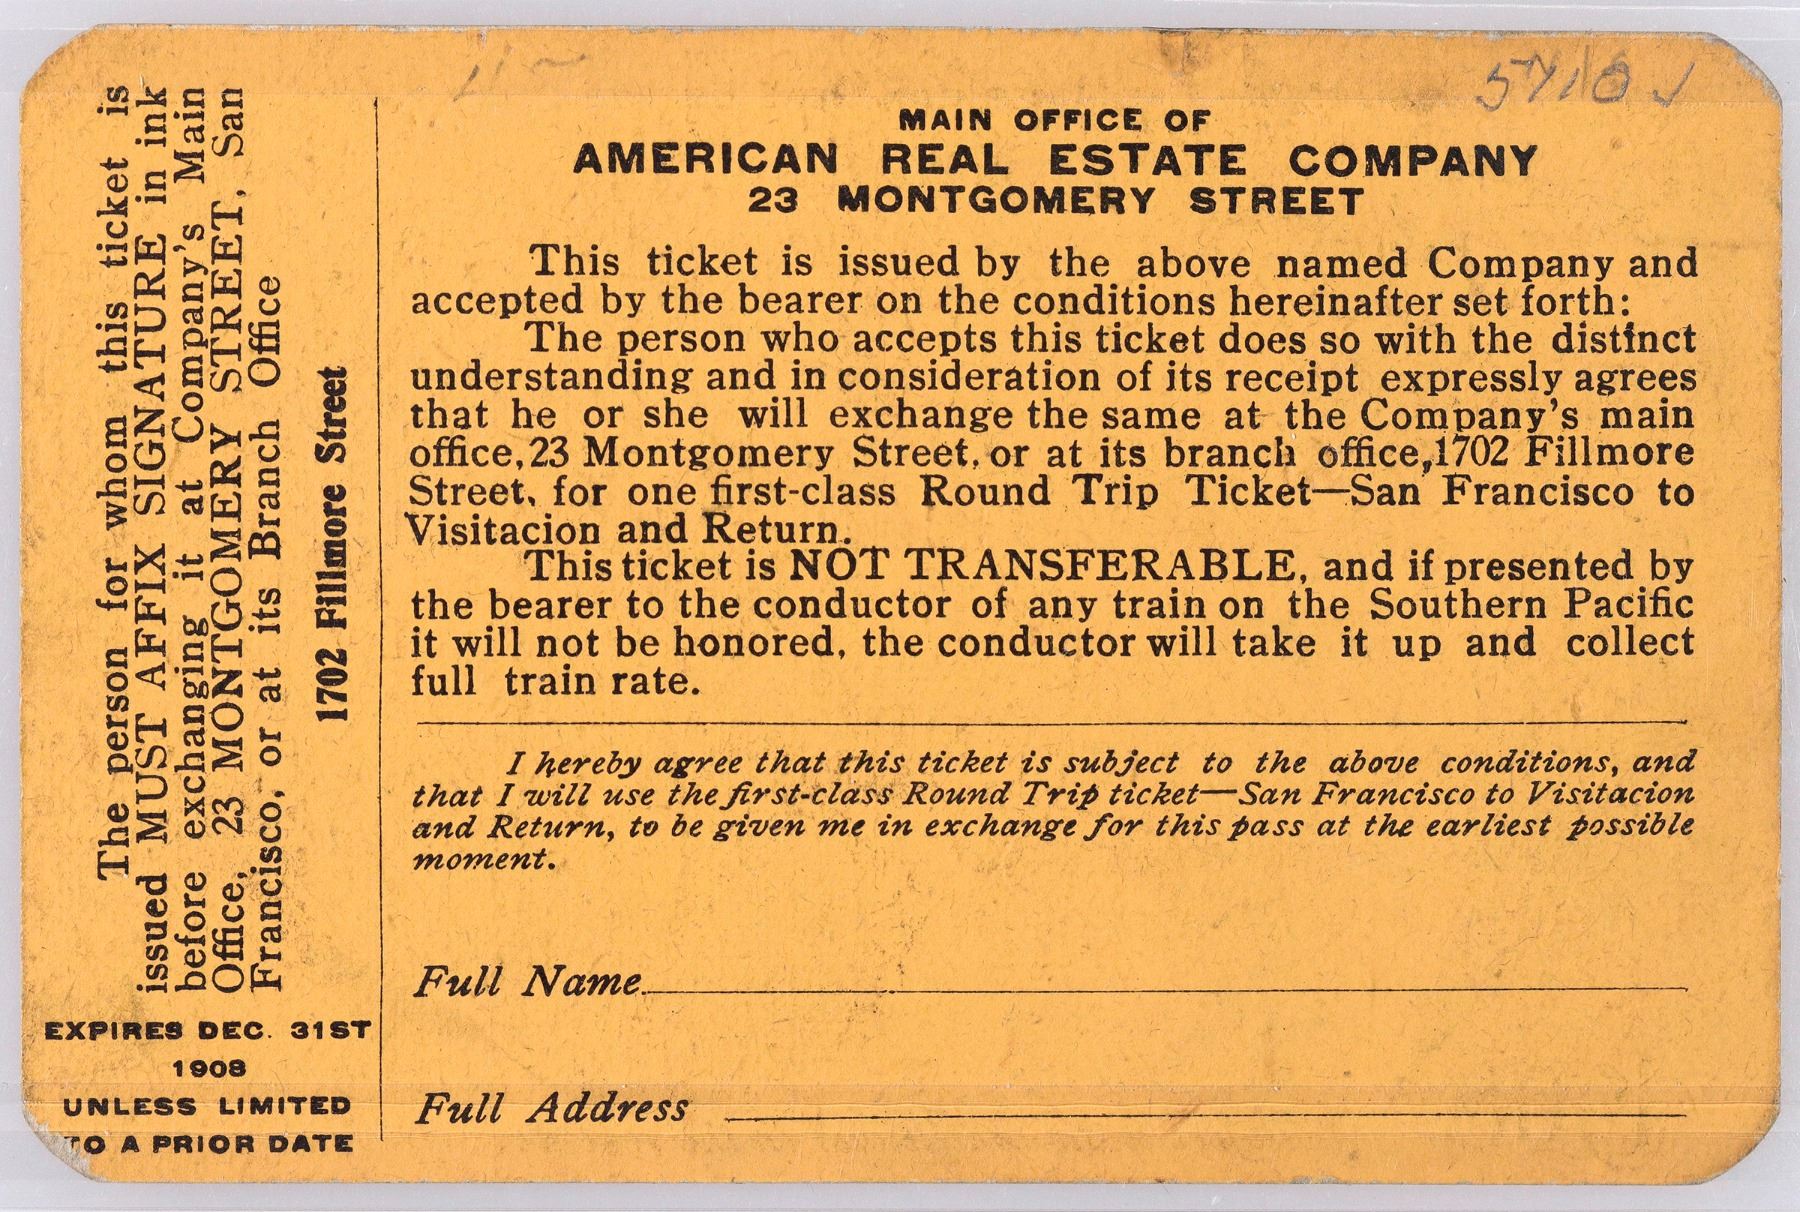 The person for whom this ticket is
issued MUST AFFIX SIGNATURE in ink
before exchanging it at Company's Main
Office, 23 MONTGOMERY STREET, San
Francisco, or at its Branch Office
1702 Fillmore Street
EXPIRES DEC. 31ST
1908
UNLESS LIMITED
TO A PRIOR DATE
MAIN OFFICE OF
AMERICAN REAL ESTATE COMPANY
23 MONTGOMERY STREET
This ticket is issued by the above named Company and
accepted by the bearer on the conditions hereinafter set forth:
The person who accepts this ticket does so with the distinct
understanding and in consideration of its receipt expressly agrees
that he or she will exchange the same at the Company's main
office, 23 Montgomery Street, or at its branch office, 1702 Fillmore
Street, for one first-class Round Trip Ticket—San Francisco to
Visitacion and Return.
This ticket is NOT TRANSFERABLE, and if presented by
the bearer to the conductor of any train on the Southern Pacific
it will not be honored, the conductor will take it up and collect
full train rate.
I hereby agree that this ticket is subject to the above conditions, and
that I will use the first-class Round Trip ticket—San Francisco to Visitacion
and Return, to be given me in exchange for this pass at the earliest possible
moment.
Full Name
Full Address